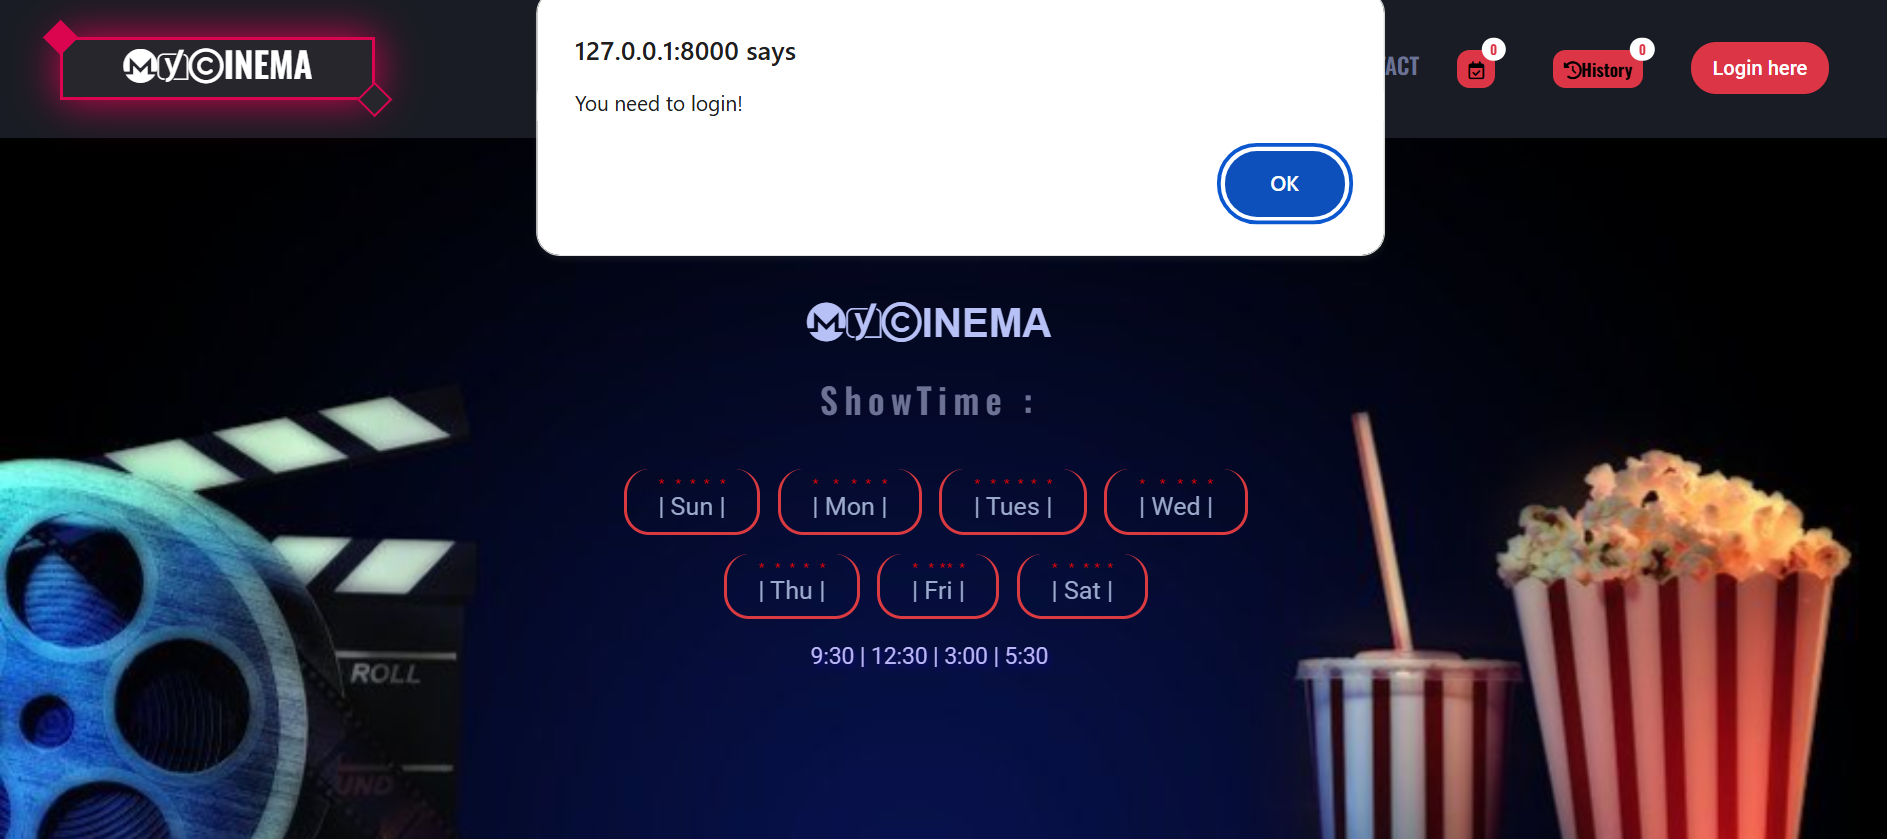 MyCINEMA
127.0.0.1:8000 says
You need to login!
OK
TACT
0
History
0
Login here
MyCINEMA
ShowTime :
* * * * *
| Sun |
* * * * *
| Mon |
* * * * * *
| Tues |
* * * * *
| Wed |
* * * * *
| Thu |
* * * * *
| Fri |
* * * * *
| Sat |
9:30 | 12:30 | 3:00 | 5:30
ROLL